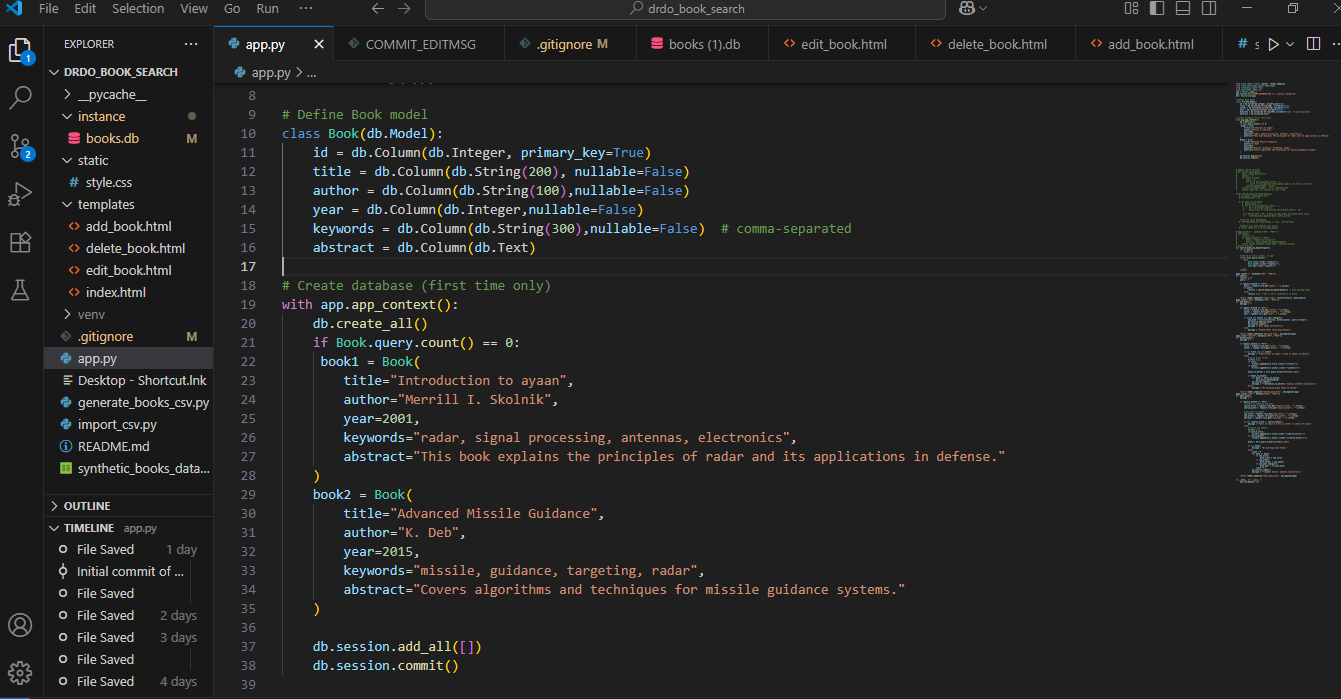 File Edit Selection View Go Run ··· drdo_book_search
EXPLORER ···
DRDO_BOOK_SEARCH
__pycache__
instance
books.db M
static
# style.css
templates
<> add_book.html
<> delete_book.html
<> edit_book.html
<> index.html
venv
.gitignore M
app.py
Desktop - Shortcut.lnk
generate_books_csv.py
import_csv.py
README.md
synthetic_books_data...
OUTLINE
TIMELINE app.py
File Saved 1 day
Initial commit of ...
File Saved
File Saved 2 days
File Saved 3 days
File Saved
File Saved 4 days
1
2
app.py × COMMIT_EDITMSG .gitignore M books (1).db <> edit_book.html <> delete_book.html <> add_book.html # s
app.py > ...
8
9 # Define Book model
10 class Book(db.Model):
11 id = db.Column(db.Integer, primary_key=True)
12 title = db.Column(db.String(200), nullable=False)
13 author = db.Column(db.String(100),nullable=False)
14 year = db.Column(db.Integer,nullable=False)
15 keywords = db.Column(db.String(300),nullable=False)  # comma-separated
16 abstract = db.Column(db.Text)
17
18 # Create database (first time only)
19 with app.app_context():
20 db.create_all()
21 if Book.query.count() == 0:
22 book1 = Book(
23 title="Introduction to ayaan",
24 author="Merrill I. Skolnik",
25 year=2001,
26 keywords="radar, signal processing, antennas, electronics",
27 abstract="This book explains the principles of radar and its applications in defense."
28 )
29 book2 = Book(
30 title="Advanced Missile Guidance",
31 author="K. Deb",
32 year=2015,
33 keywords="missile, guidance, targeting, radar",
34 abstract="Covers algorithms and techniques for missile guidance systems."
35 )
36
37 db.session.add_all([])
38 db.session.commit()
39